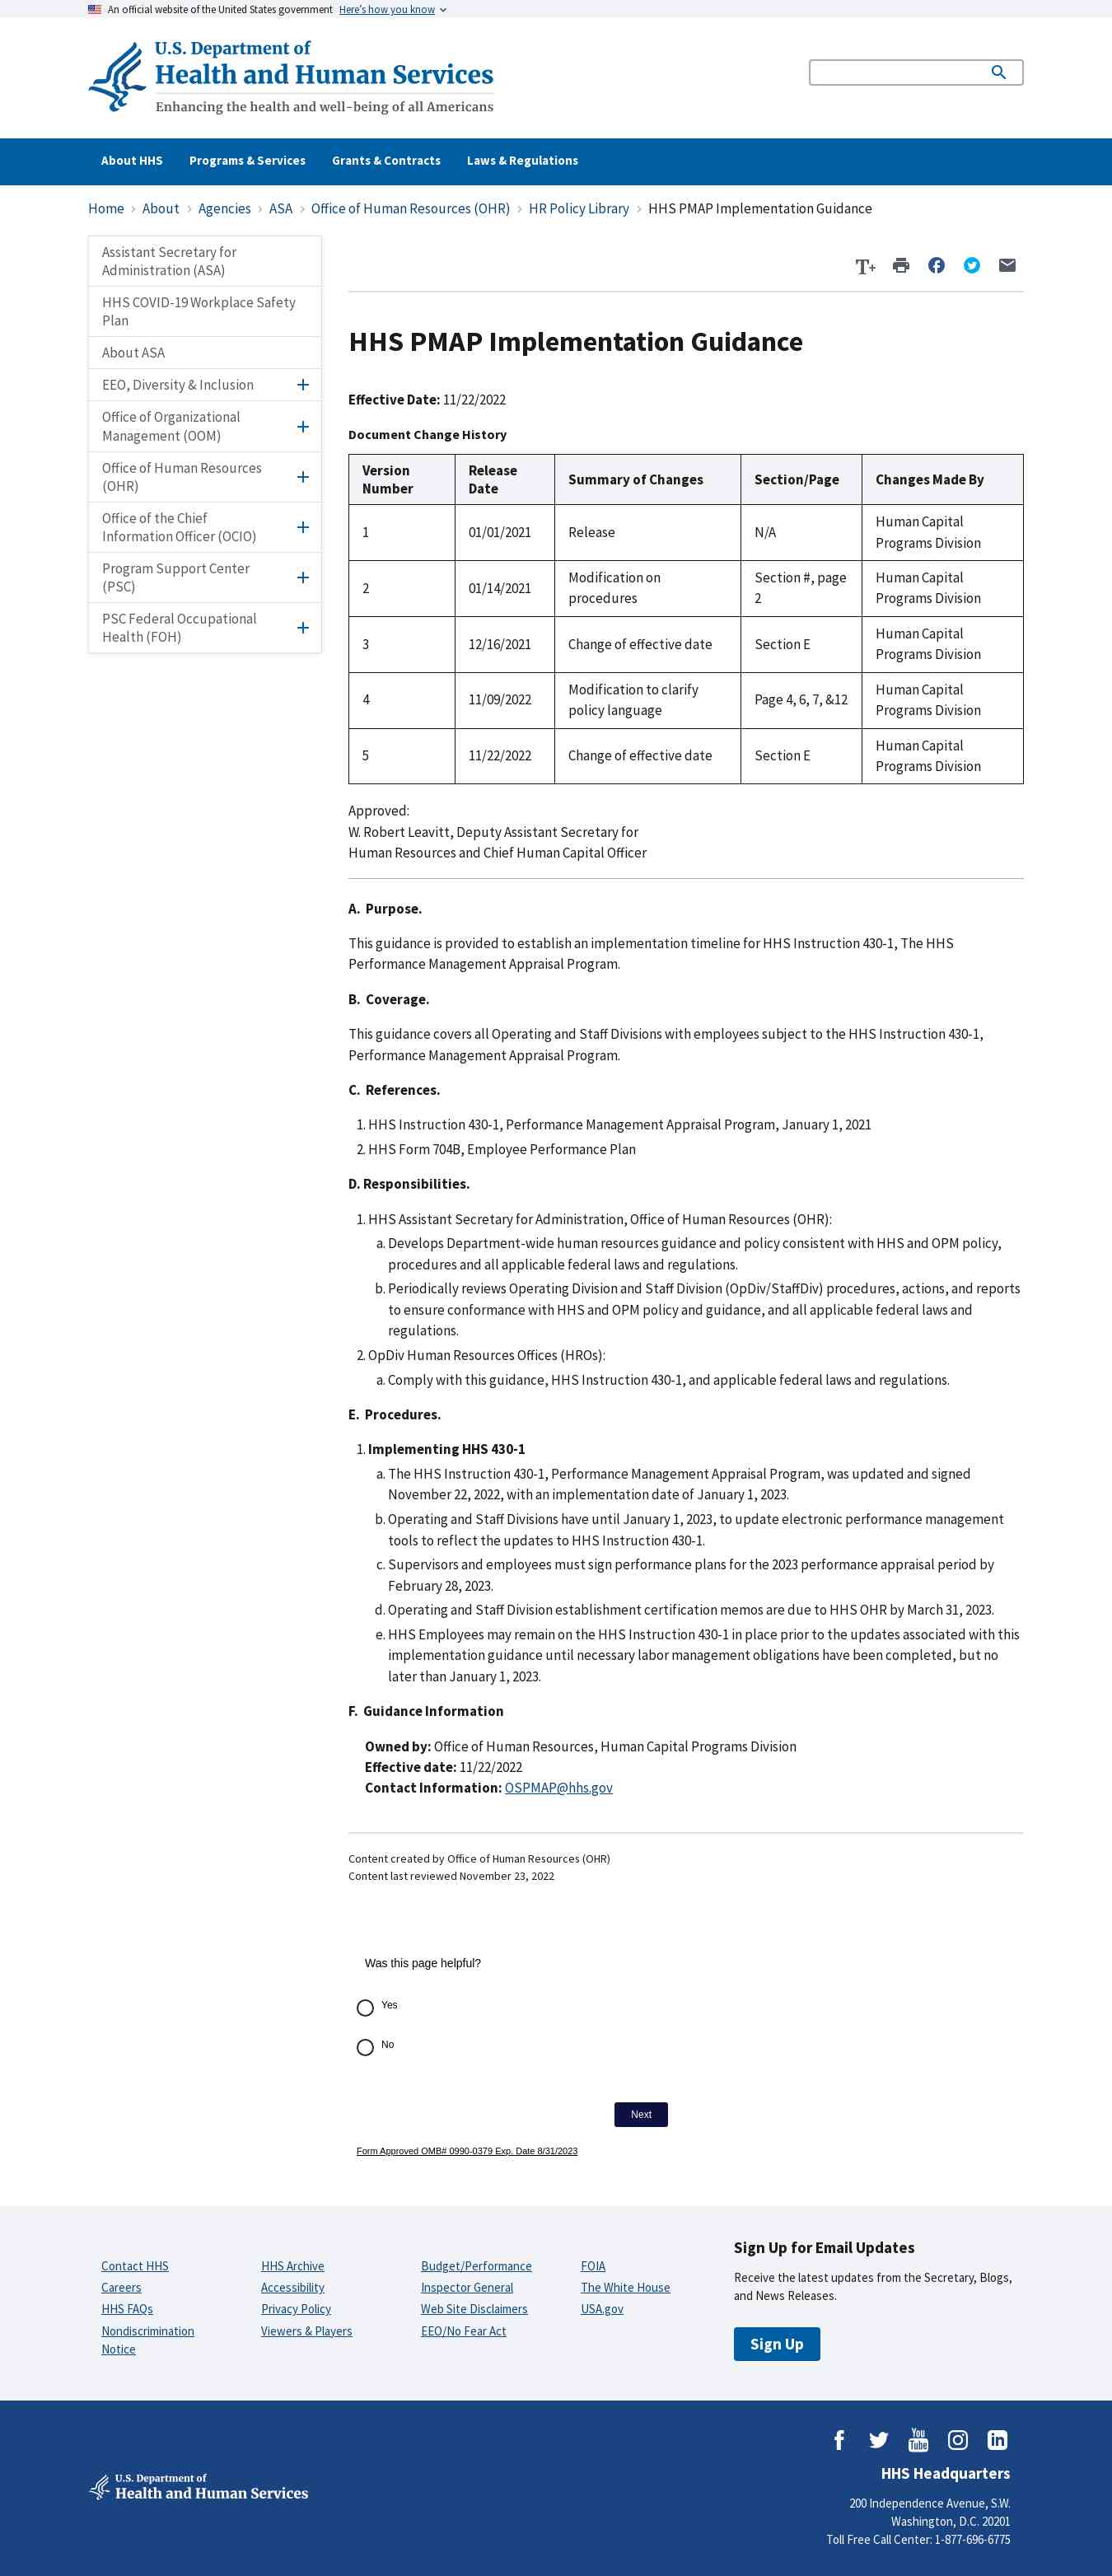 An official website of the United States government Here's how you know
U.S. Department of
Health and Human Services
Enhancing the health and well-being of all Americans
About HHS Programs & Services Grants & Contracts Laws & Regulations
Home > About > Agencies > ASA > Office of Human Resources (OHR) > HR Policy Library > HHS PMAP Implementation Guidance
Assistant Secretary for
Administration (ASA)
HHS COVID-19 Workplace Safety
Plan
About ASA
EEO, Diversity & Inclusion
Office of Organizational
Management (OOM)
Office of Human Resources
(OHR)
Office of the Chief
Information Officer (OCIO)
Program Support Center
(PSC)
PSC Federal Occupational
Health (FOH)
T+
HHS PMAP Implementation Guidance
Effective Date: 11/22/2022
Document Change History
Version Number Release Date Summary of Changes Section/Page Changes Made By
1 01/01/2021 Release N/A Human Capital Programs Division
2 01/14/2021 Modification on procedures Section #, page 2 Human Capital Programs Division
3 12/16/2021 Change of effective date Section E Human Capital Programs Division
4 11/09/2022 Modification to clarify policy language Page 4, 6, 7, &12 Human Capital Programs Division
5 11/22/2022 Change of effective date Section E Human Capital Programs Division
Approved:
W. Robert Leavitt, Deputy Assistant Secretary for
Human Resources and Chief Human Capital Officer
A. Purpose.
This guidance is provided to establish an implementation timeline for HHS Instruction 430-1, The HHS
Performance Management Appraisal Program.
B. Coverage.
This guidance covers all Operating and Staff Divisions with employees subject to the HHS Instruction 430-1,
Performance Management Appraisal Program.
C. References.
1. HHS Instruction 430-1, Performance Management Appraisal Program, January 1, 2021
2. HHS Form 704B, Employee Performance Plan
D. Responsibilities.
1. HHS Assistant Secretary for Administration, Office of Human Resources (OHR):
a. Develops Department-wide human resources guidance and policy consistent with HHS and OPM policy,
procedures and all applicable federal laws and regulations.
b. Periodically reviews Operating Division and Staff Division (OpDiv/StaffDiv) procedures, actions, and reports
to ensure conformance with HHS and OPM policy and guidance, and all applicable federal laws and
regulations.
2. OpDiv Human Resources Offices (HROs):
a. Comply with this guidance, HHS Instruction 430-1, and applicable federal laws and regulations.
E. Procedures.
1. Implementing HHS 430-1
a. The HHS Instruction 430-1, Performance Management Appraisal Program, was updated and signed
November 22, 2022, with an implementation date of January 1, 2023.
b. Operating and Staff Divisions have until January 1, 2023, to update electronic performance management
tools to reflect the updates to HHS Instruction 430-1.
c. Supervisors and employees must sign performance plans for the 2023 performance appraisal period by
February 28, 2023.
d. Operating and Staff Division establishment certification memos are due to HHS OHR by March 31, 2023.
e. HHS Employees may remain on the HHS Instruction 430-1 in place prior to the updates associated with this
implementation guidance until necessary labor management obligations have been completed, but no
later than January 1, 2023.
F. Guidance Information
Owned by: Office of Human Resources, Human Capital Programs Division
Effective date: 11/22/2022
Contact Information: OSPMAP@hhs.gov
Content created by Office of Human Resources (OHR)
Content last reviewed November 23, 2022
Was this page helpful?
Yes
No
Next
Form Approved OMB# 0990-0379 Exp. Date 8/31/2023
Contact HHS
Careers
HHS FAQs
Nondiscrimination
Notice
HHS Archive
Accessibility
Privacy Policy
Viewers & Players
Budget/Performance
Inspector General
Web Site Disclaimers
EEO/No Fear Act
FOIA
The White House
USA.gov
Sign Up for Email Updates
Receive the latest updates from the Secretary, Blogs,
and News Releases.
Sign Up
You
Tube
U.S. Department of
Health and Human Services
HHS Headquarters
200 Independence Avenue, S.W.
Washington, D.C. 20201
Toll Free Call Center: 1-877-696-6775